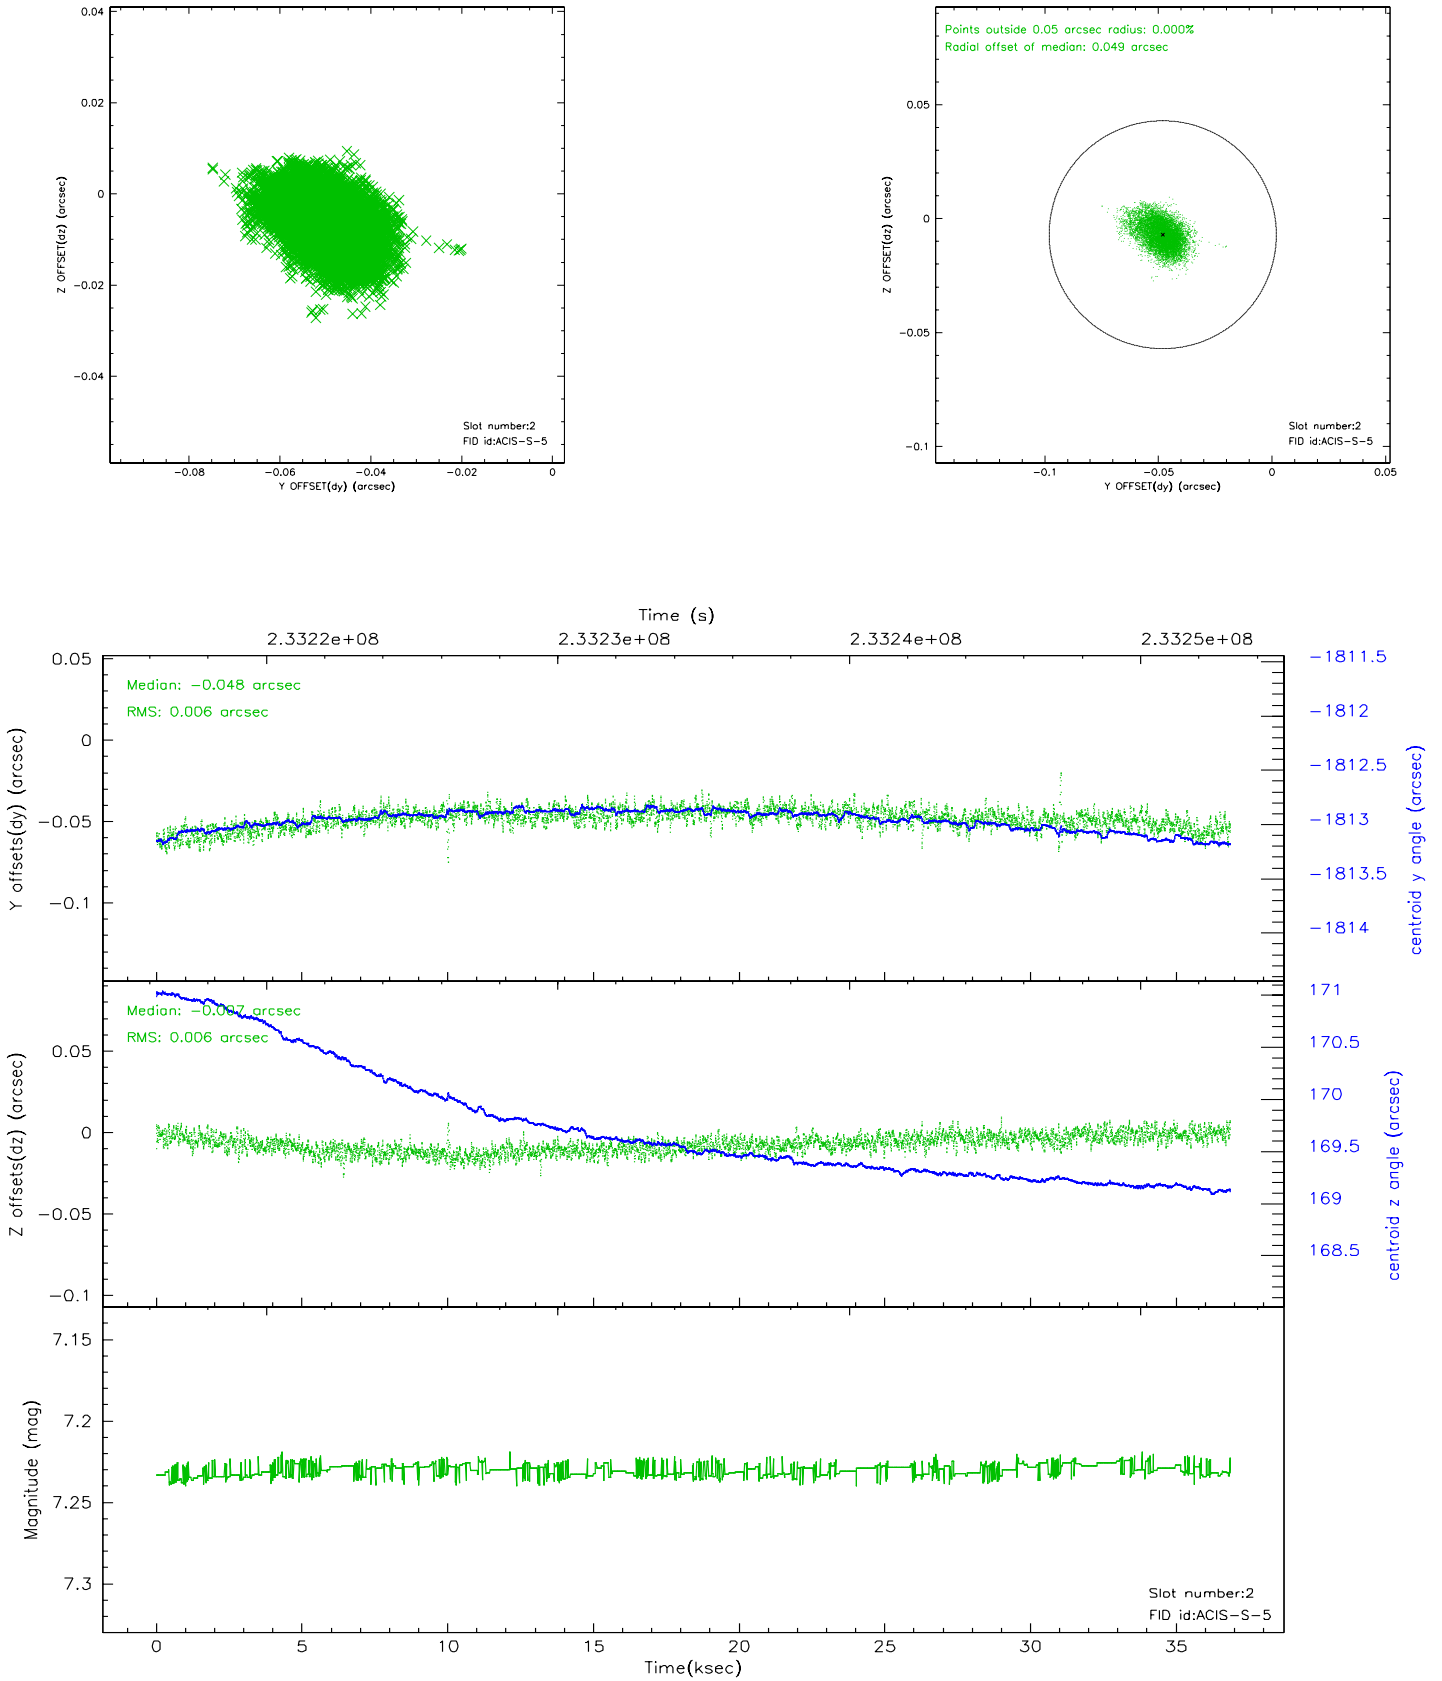 0.04
0.02
0
−0.02
−0.04
Z OFFSET(dz) (arcsec)
Slot number:2
FID id:ACIS−S−5
−0.08
−0.06
−0.04
−0.02
0
Y OFFSET(dy) (arcsec)
Points outside 0.05 arcsec radius: 0.000%
Radial offset of median: 0.049 arcsec
0.05
0
−0.05
−0.1
Z OFFSET(dz) (arcsec)
Slot number:2
FID id:ACIS−S−5
−0.1
−0.05
0
0.05
Y OFFSET(dy) (arcsec)
Time (s)
2.3322e+08
2.3323e+08
2.3324e+08
2.3325e+08
0.05
0
−0.05
−0.1
Y offsets(dy) (arcsec)
Median: −0.048 arcsec
RMS: 0.006 arcsec
−1811.5
−1812
−1812.5
−1813
−1813.5
−1814
centroid y angle (arcsec)
0.05
0
−0.05
−0.1
Z offsets(dz) (arcsec)
Median: −0.007 arcsec
RMS: 0.006 arcsec
171
170.5
170
169.5
169
168.5
centroid z angle (arcsec)
7.15
7.2
7.25
7.3
Magnitude (mag)
Slot number:2
FID id:ACIS−S−5
0
5
10
15
20
25
30
35
Time(ksec)